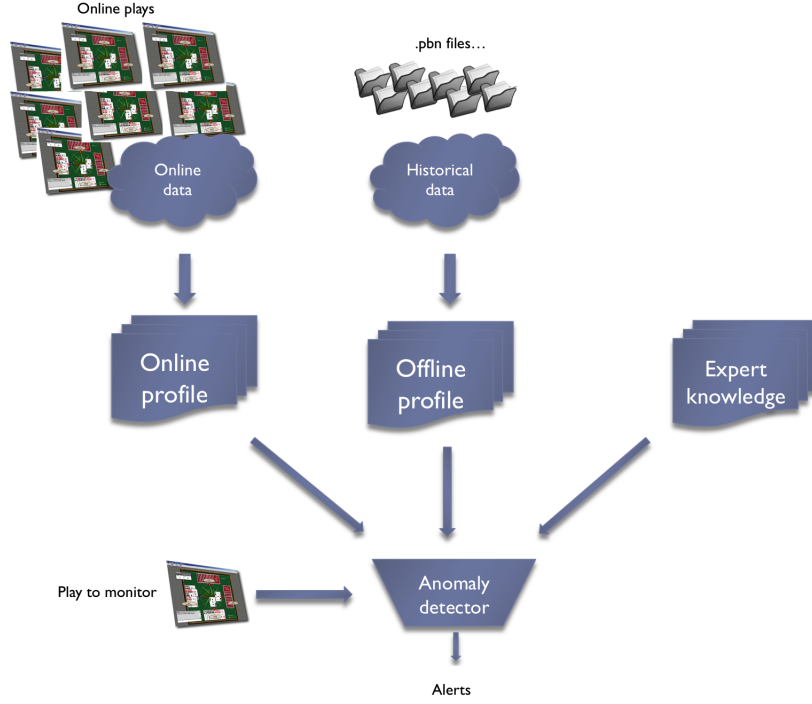 Online plays
.pbn files...
Online
data
Historical
data
Online
profile
Offline
profile
Expert
knowledge
Play to monitor
Anomaly
detector
Alerts